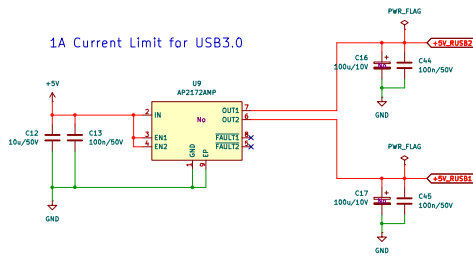 PWR_FLAG
1A Current Limit for USB3.0
+5V_RUSB2
C16
100u/10V
No
C44
100n/50V
GND
+5V
U9
AP2172AMP
2 IN
OUT1 7
OUT2 6
No
3 EN1
4 EN2
FAULT1 8
FAULT2 5
GND
EP
1
9
C12
10u/50V
C13
100n/50V
GND
PWR_FLAG
+5V_RUSB1
C17
100u/10V
No
C45
100n/50V
GND